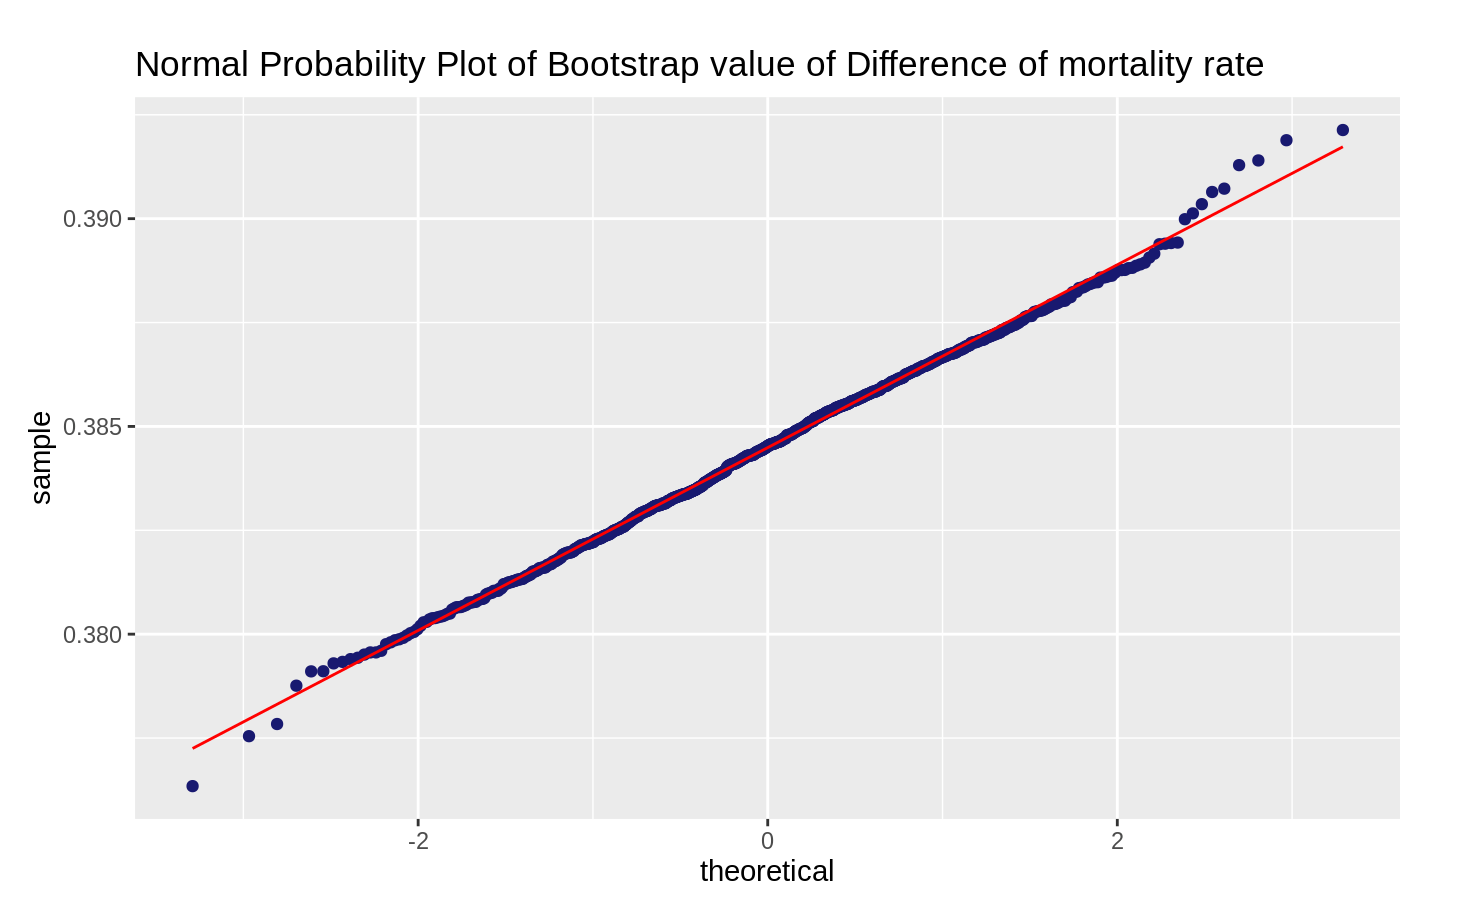 Normal Probability Plot of Bootstrap value of Difference of mortality rate
0.390
0.385
0.380
sample
-2
0
2
theoretical